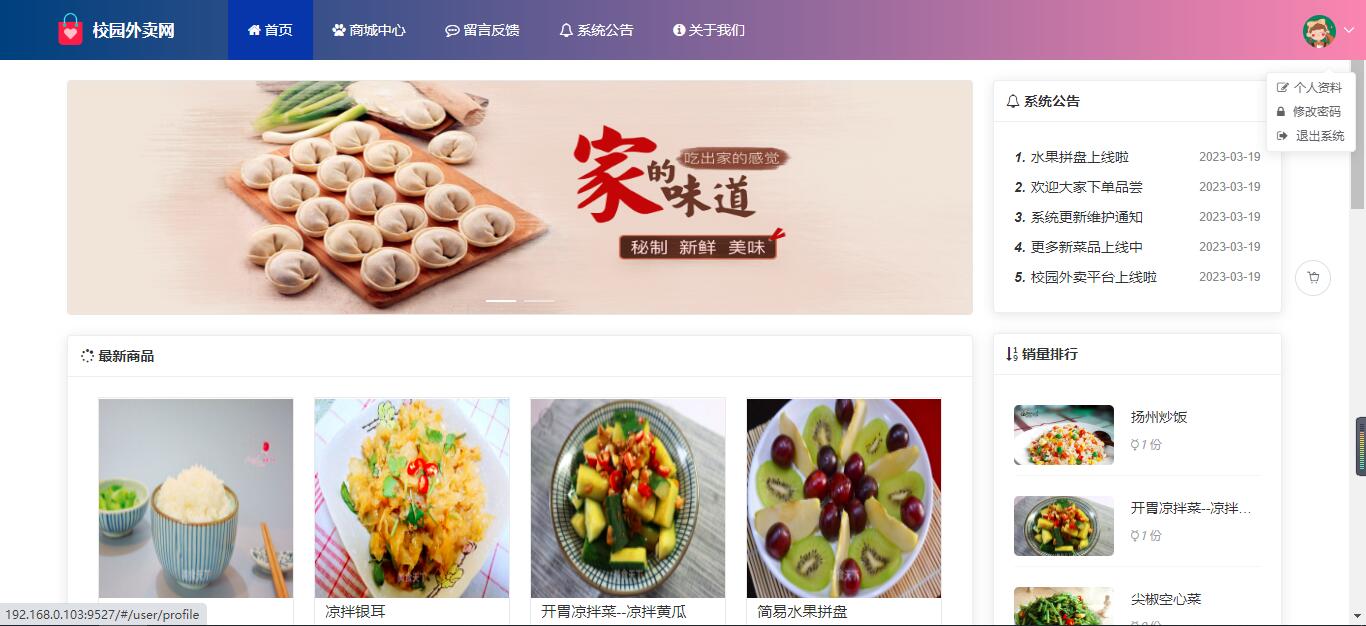 校园外卖网
首页
商城中心
留言反馈
系统公告
关于我们
个人资料
修改密码
退出系统
家的味道
吃出家的感觉
秘制 新鲜 美味
系统公告
1. 水果拼盘上线啦 2023-03-19
2. 欢迎大家下单品尝 2023-03-19
3. 系统更新维护通知 2023-03-19
4. 更多新菜品上线中 2023-03-19
5. 校园外卖平台上线啦 2023-03-19
最新商品
凉拌银耳
开胃凉拌菜--凉拌黄瓜
简易水果拼盘
销量排行
扬州炒饭
1 份
开胃凉拌菜--凉拌...
1 份
尖椒空心菜
192.168.0.103:9527/#/user/profile